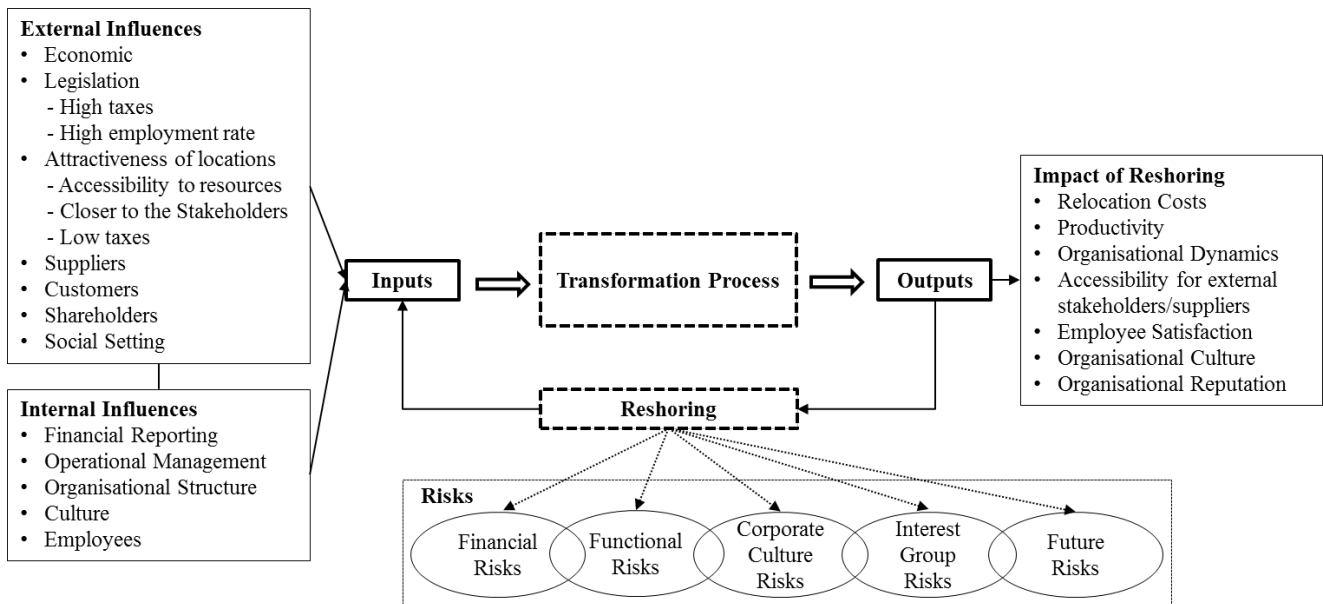 External Influences
• Economic
• Legislation
- High taxes
- High employment rate
• Attractiveness of locations
- Accessibility to resources
- Closer to the Stakeholders
- Low taxes
• Suppliers
• Customers
• Shareholders
• Social Setting
Internal Influences
• Financial Reporting
• Operational Management
• Organisational Structure
• Culture
• Employees
Inputs
Transformation Process
Outputs
Reshoring
Impact of Reshoring
• Relocation Costs
• Productivity
• Organisational Dynamics
• Accessibility for external
stakeholders/suppliers
• Employee Satisfaction
• Organisational Culture
• Organisational Reputation
Risks
Financial
Risks
Functional
Risks
Corporate
Culture
Risks
Interest
Group
Risks
Future
Risks